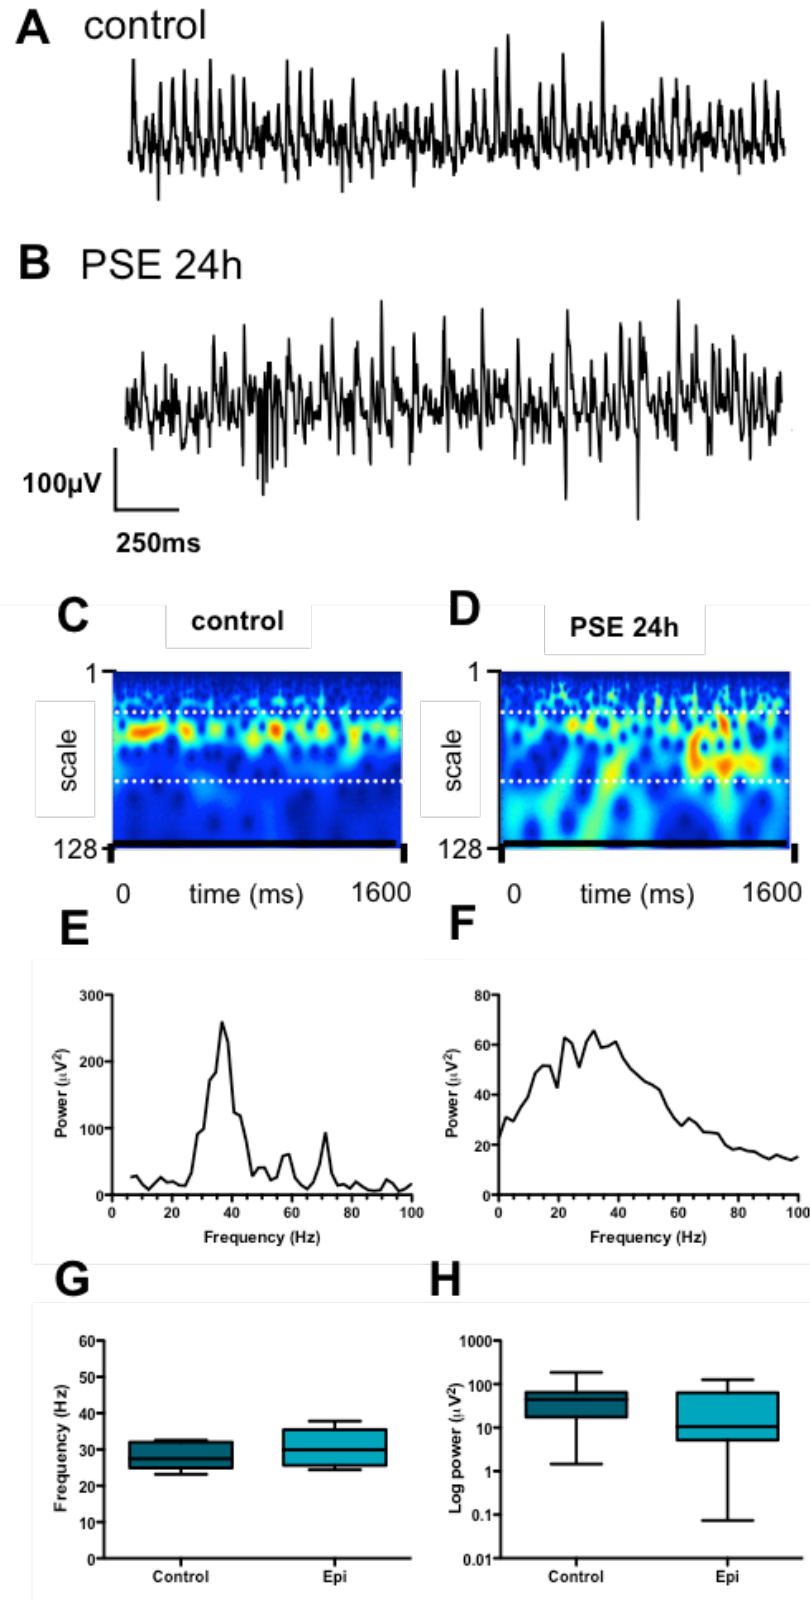 A control
B PSE 24h
100µV
250ms
C control D PSE 24h
1 1
scale scale
128 128
0 time (ms) 1600 0 time (ms) 1600
E F
300 80
200 60
100 40
0 20
0
Power (µV²) Power (µV²)
0 20 40 60 80 100 0 20 40 60 80 100
Frequency (Hz) Frequency (Hz)
G H
60 1000
50 100
40 10
30 1
20 0.1
10 0.01
0
Frequency (Hz) Log power (µV²)
Control Epi Control Epi